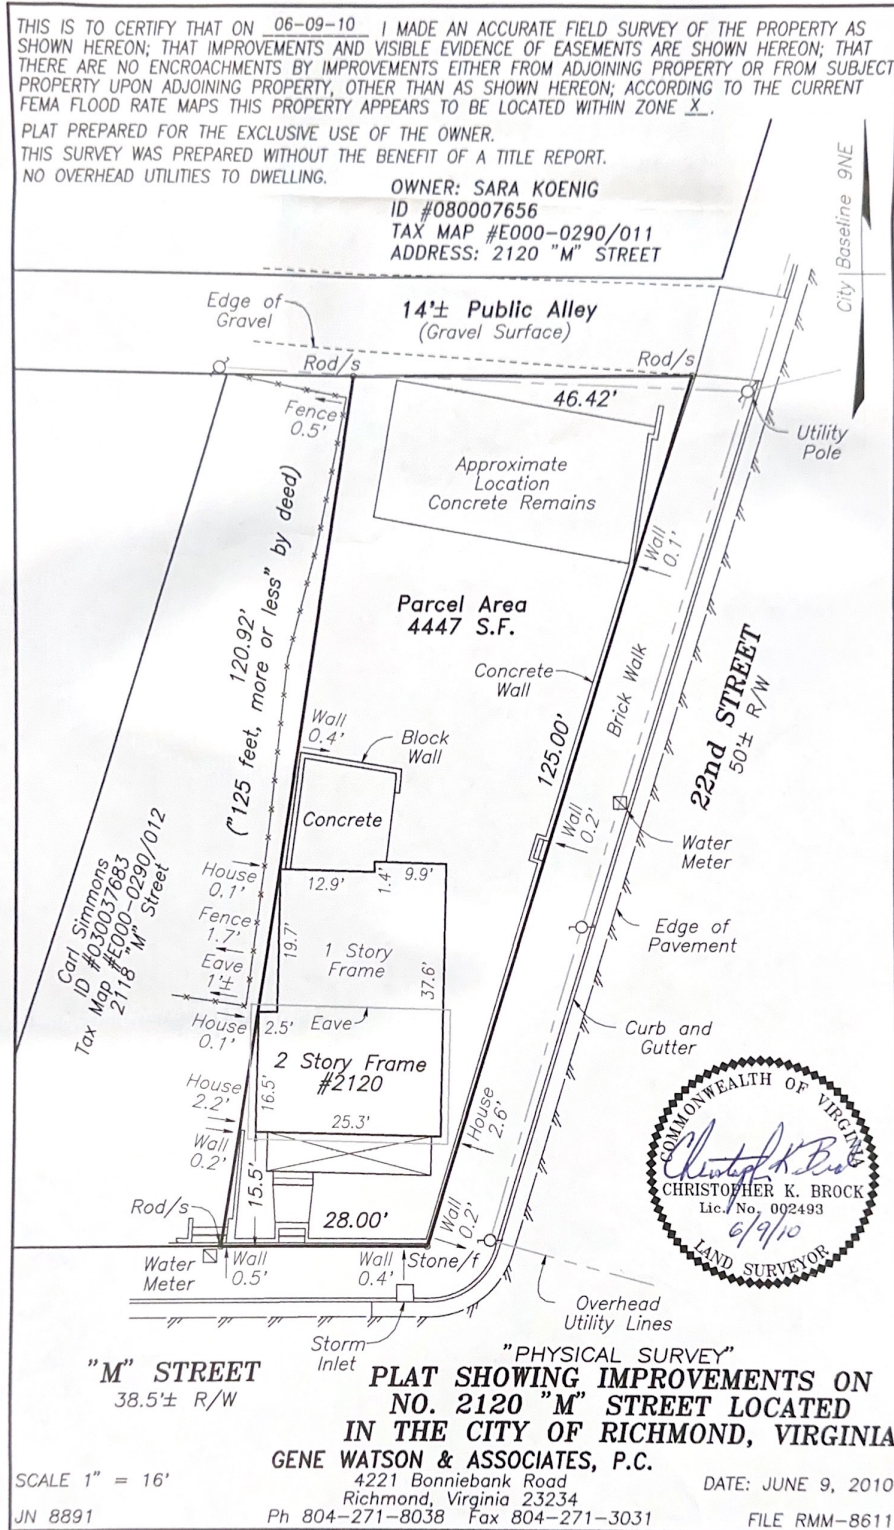 THIS IS TO CERTIFY THAT ON 06-09-10 I MADE AN ACCURATE FIELD SURVEY OF THE PROPERTY AS
SHOWN HEREON; THAT IMPROVEMENTS AND VISIBLE EVIDENCE OF EASEMENTS ARE SHOWN HEREON; THAT
THERE ARE NO ENCROACHMENTS BY IMPROVEMENTS EITHER FROM ADJOINING PROPERTY OR FROM SUBJECT
PROPERTY UPON ADJOINING PROPERTY, OTHER THAN AS SHOWN HEREON; ACCORDING TO THE CURRENT
FEMA FLOOD RATE MAPS THIS PROPERTY APPEARS TO BE LOCATED WITHIN ZONE X.
PLAT PREPARED FOR THE EXCLUSIVE USE OF THE OWNER.
THIS SURVEY WAS PREPARED WITHOUT THE BENEFIT OF A TITLE REPORT.
NO OVERHEAD UTILITIES TO DWELLING.
OWNER: SARA KOENIG
ID #080007656
TAX MAP #E000-0290/011
ADDRESS: 2120 "M" STREET
City Baseline 9NE
Edge of
Gravel
14'± Public Alley
(Gravel Surface)
Rod/s
Rod/s
Fence
0.5'
46.42'
Utility
Pole
Approximate
Location
Concrete Remains
Wall
0.1'
120.92'
("125 feet, more or less" by deed)
Parcel Area
4447 S.F.
Concrete
Wall
Brick Walk
22nd STREET
50'± R/W
125.00'
Wall
0.4'
Block
Wall
Concrete
Wall
0.2'
Water
Meter
Carl Simmons
ID #030037683
Tax Map #E000-0290/012
2118 "M" Street
House
0.1'
12.9'
1.4'
9.9'
Fence
1.7'
19.7'
1 Story
Frame
37.6'
Edge of
Pavement
Eave
1'±
House
0.1'
2.5'
Eave
Curb and
Gutter
2 Story Frame
#2120
16.5'
25.3'
House
2.2'
House
2.6'
Wall
0.2'
15.5'
COMMONWEALTH OF VIRGINIA
Christopher K Brock
CHRISTOPHER K. BROCK
Lic. No. 002493
6/9/10
LAND SURVEYOR
Rod/s
28.00'
Wall
0.2'
Water
Meter
Wall
0.5'
Wall
0.4'
Stone/f
Overhead
Utility Lines
Storm
Inlet
"M" STREET
38.5'± R/W
"PHYSICAL SURVEY"
PLAT SHOWING IMPROVEMENTS ON
NO. 2120 "M" STREET LOCATED
IN THE CITY OF RICHMOND, VIRGINIA
GENE WATSON & ASSOCIATES, P.C.
4221 Bonniebank Road
Richmond, Virginia 23234
Ph 804-271-8038 Fax 804-271-3031
SCALE 1" = 16'
DATE: JUNE 9, 2010
JN 8891
FILE RMM-8611